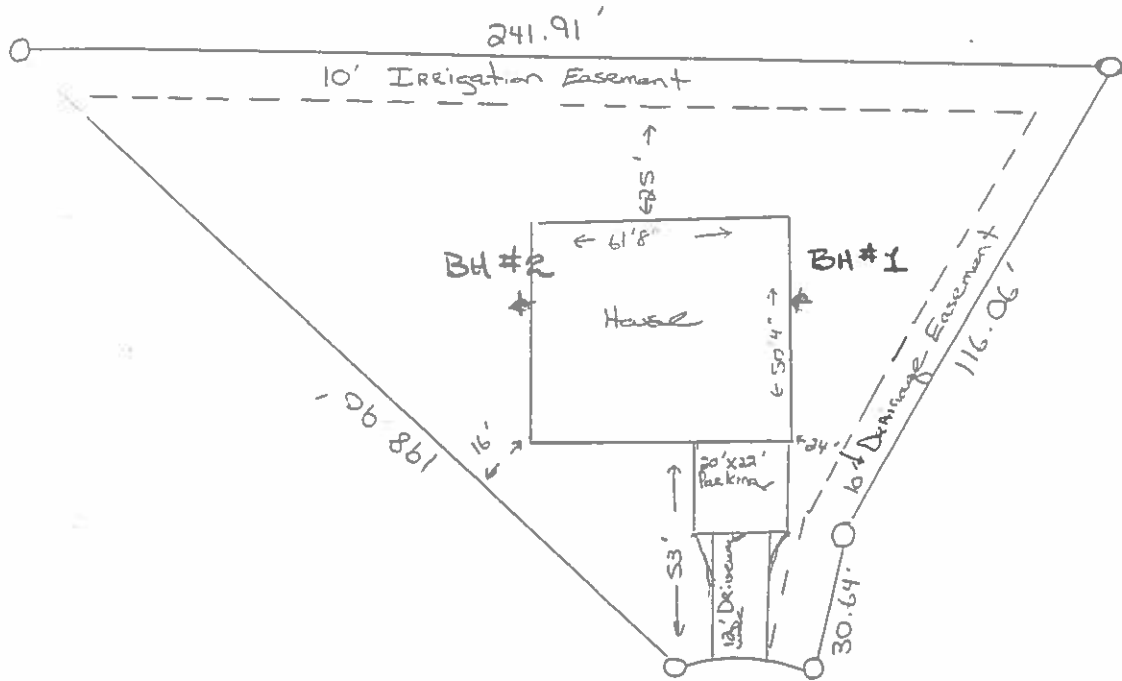 241.91'
10' Irrigation Easement
25'
61'8"
BH #2
BH #1
House
50'4"
10' Drainage Easement
116.06'
198.90'
16'
24'
20'x22'
Parking
53'
12' Driveway
30.64'